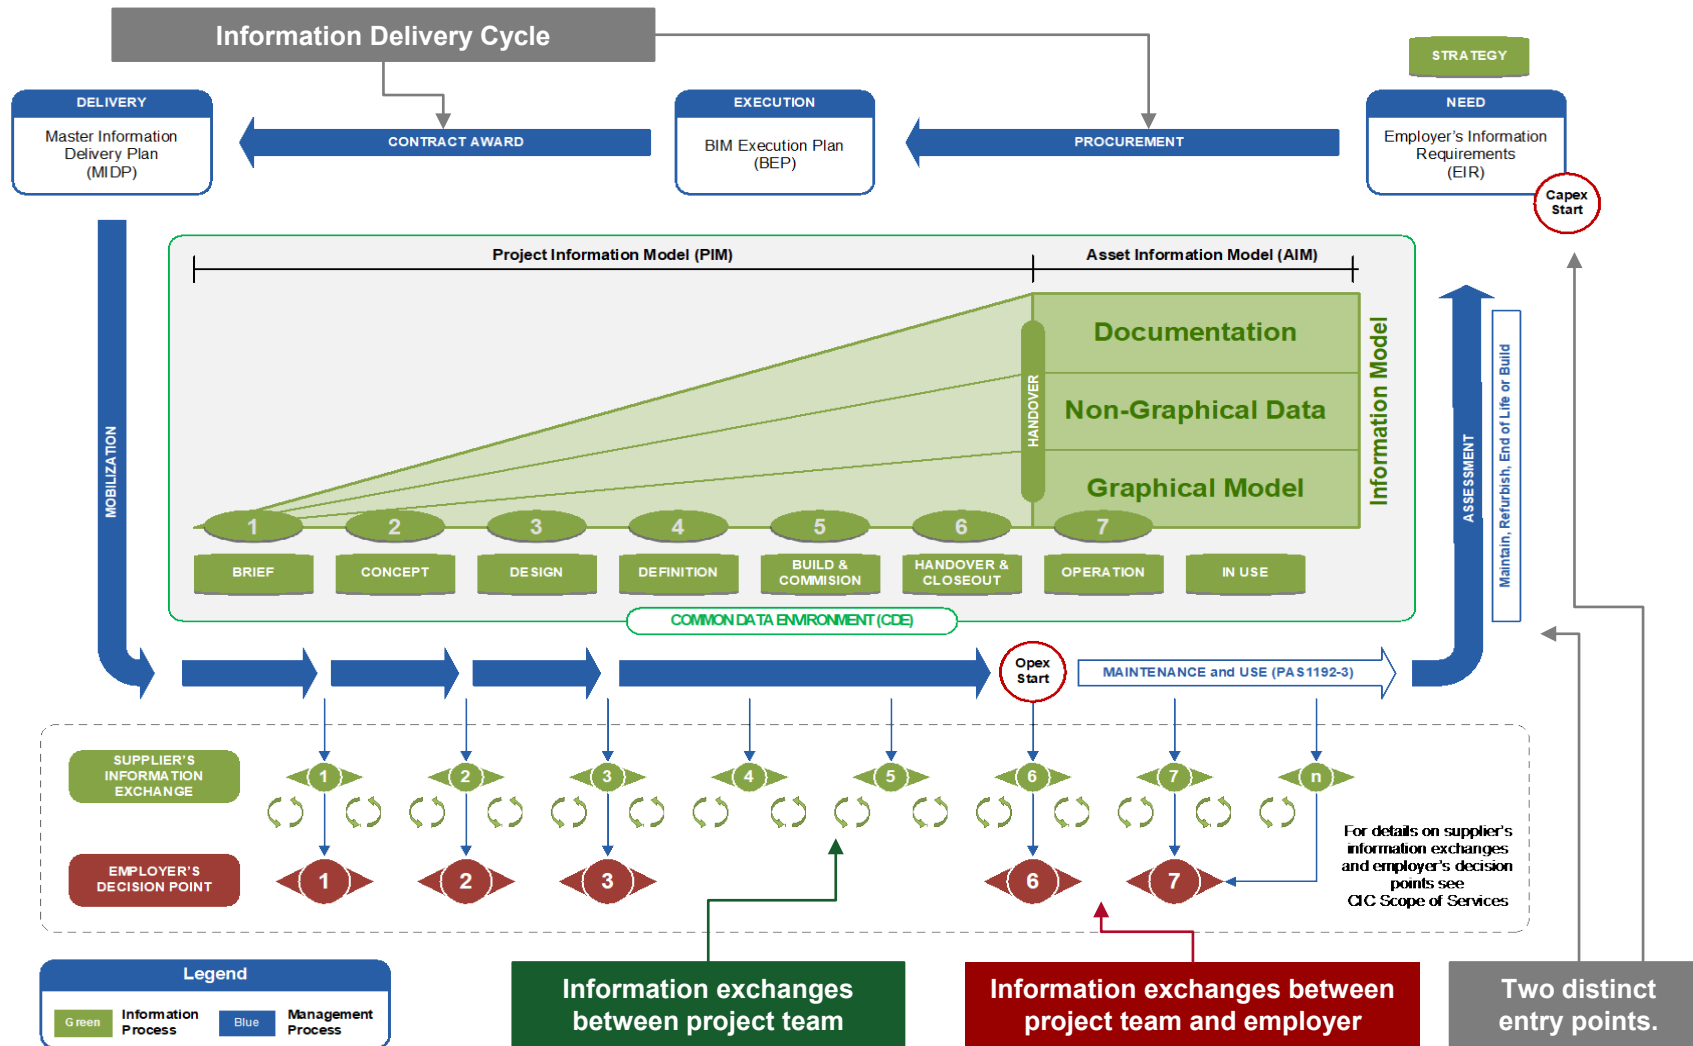 Information Delivery Cycle
STRATEGY
DELIVERY
Master Information
Delivery Plan
(MIDP)
CONTRACT AWARD
EXECUTION
BIM Execution Plan
(BEP)
PROCUREMENT
NEED
Employer's Information
Requirements
(EIR)
Capex
Start
Project Information Model (PIM)
Asset Information Model (AIM)
Documentation
Non-Graphical Data
Graphical Model
HANDOVER
Information Model
MOBILIZATION
ASSESSMENT
Maintain, Refurbish, End of Life or Build
1
2
3
4
5
6
7
BRIEF
CONCEPT
DESIGN
DEFINITION
BUILD &
COMMISION
HANDOVER &
CLOSEOUT
OPERATION
IN USE
COMMON DATA ENVIRONMENT (CDE)
Opex
Start
MAINTENANCE and USE (PAS1192-3)
SUPPLIER'S
INFORMATION
EXCHANGE
1
2
3
4
5
6
7
n
EMPLOYER'S
DECISION POINT
1
2
3
6
7
For details on supplier's
information exchanges
and employer's decision
points see
CIC Scope of Services
Legend
Green
Information
Process
Blue
Management
Process
Information exchanges
between project team
Information exchanges between
project team and employer
Two distinct
entry points.